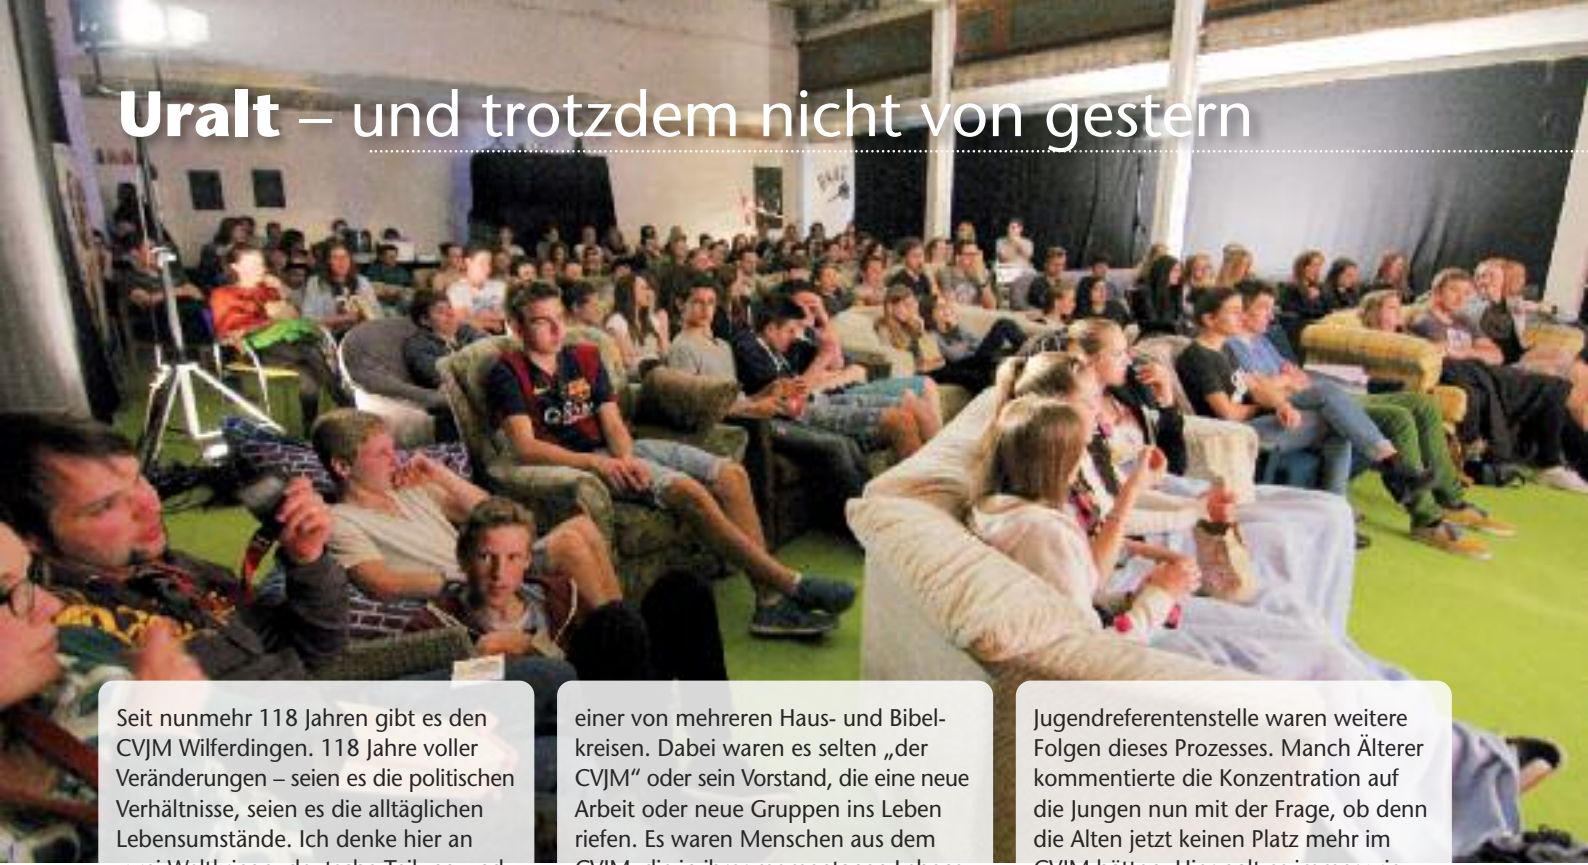 Uralt – und trotzdem nicht von gestern
Seit nunmehr 118 Jahren gibt es den
CVJM Wilferdingen. 118 Jahre voller
Veränderungen – seien es die politischen
Verhältnisse, seien es die alltäglichen
Lebensumstände. Ich denke hier an
einer von mehreren Haus- und Bibel-
kreisen. Dabei waren es selten „der
CVJM“ oder sein Vorstand, die eine neue
Arbeit oder neue Gruppen ins Leben
riefen. Es waren Menschen aus dem
Jugendreferentenstelle waren weitere
Folgen dieses Prozesses. Manch Älterer
kommentierte die Konzentration auf
die Jungen nun mit der Frage, ob denn
die Alten jetzt keinen Platz mehr im